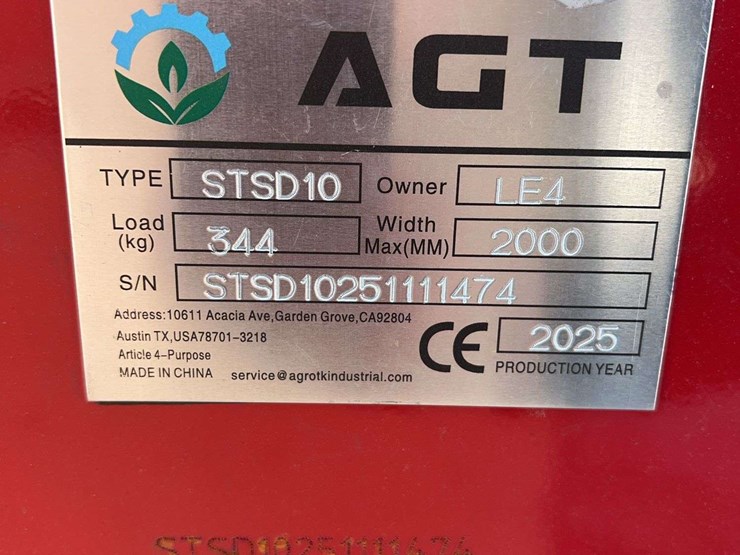 AGT
TYPE STSD10 Owner LE4
Load (kg) 344 Width Max(MM) 2000
S/N STSD10251111474
Address:10611 Acacia Ave,Garden Grove,CA92804
Austin TX,USA78701-3218
Article 4-Purpose
MADE IN CHINA service@agrotkindustrial.com
CE 2025
PRODUCTION YEAR
STSD10251111474